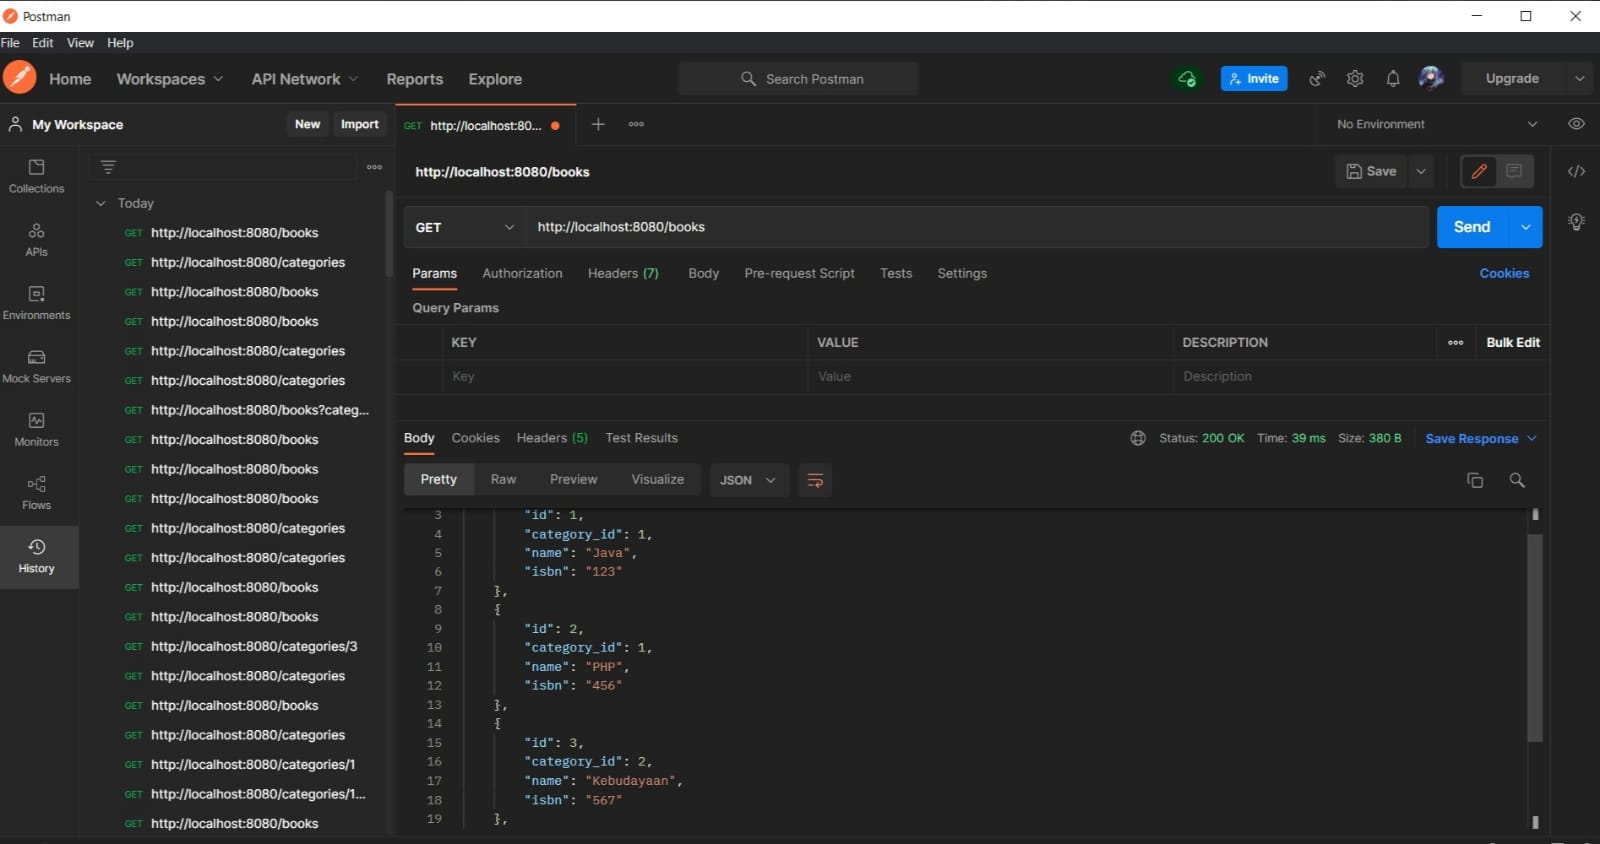 Postman
File Edit View Help
Home Workspaces API Network Reports Explore Search Postman Invite Upgrade
My Workspace New Import GET http://localhost:80... No Environment
Collections
APIs
Environments
Mock Servers
Monitors
Flows
History
Today
GET http://localhost:8080/books
GET http://localhost:8080/categories
GET http://localhost:8080/books
GET http://localhost:8080/books
GET http://localhost:8080/categories
GET http://localhost:8080/categories
GET http://localhost:8080/books?categ...
GET http://localhost:8080/books
GET http://localhost:8080/books
GET http://localhost:8080/books
GET http://localhost:8080/categories
GET http://localhost:8080/categories
GET http://localhost:8080/books
GET http://localhost:8080/books
GET http://localhost:8080/categories/3
GET http://localhost:8080/categories
GET http://localhost:8080/books
GET http://localhost:8080/categories
GET http://localhost:8080/categories/1
GET http://localhost:8080/categories/1...
GET http://localhost:8080/books
http://localhost:8080/books Save
GET http://localhost:8080/books Send
Params Authorization Headers (7) Body Pre-request Script Tests Settings Cookies
Query Params
KEY VALUE DESCRIPTION Bulk Edit
Key Value Description
Body Cookies Headers (5) Test Results Status: 200 OK Time: 39 ms Size: 380 B Save Response
Pretty Raw Preview Visualize JSON
3 "id": 1,
4 "category_id": 1,
5 "name": "Java",
6 "isbn": "123"
7 },
8 {
9 "id": 2,
10 "category_id": 1,
11 "name": "PHP",
12 "isbn": "456"
13 },
14 {
15 "id": 3,
16 "category_id": 2,
17 "name": "Kebudayaan",
18 "isbn": "567"
19 },